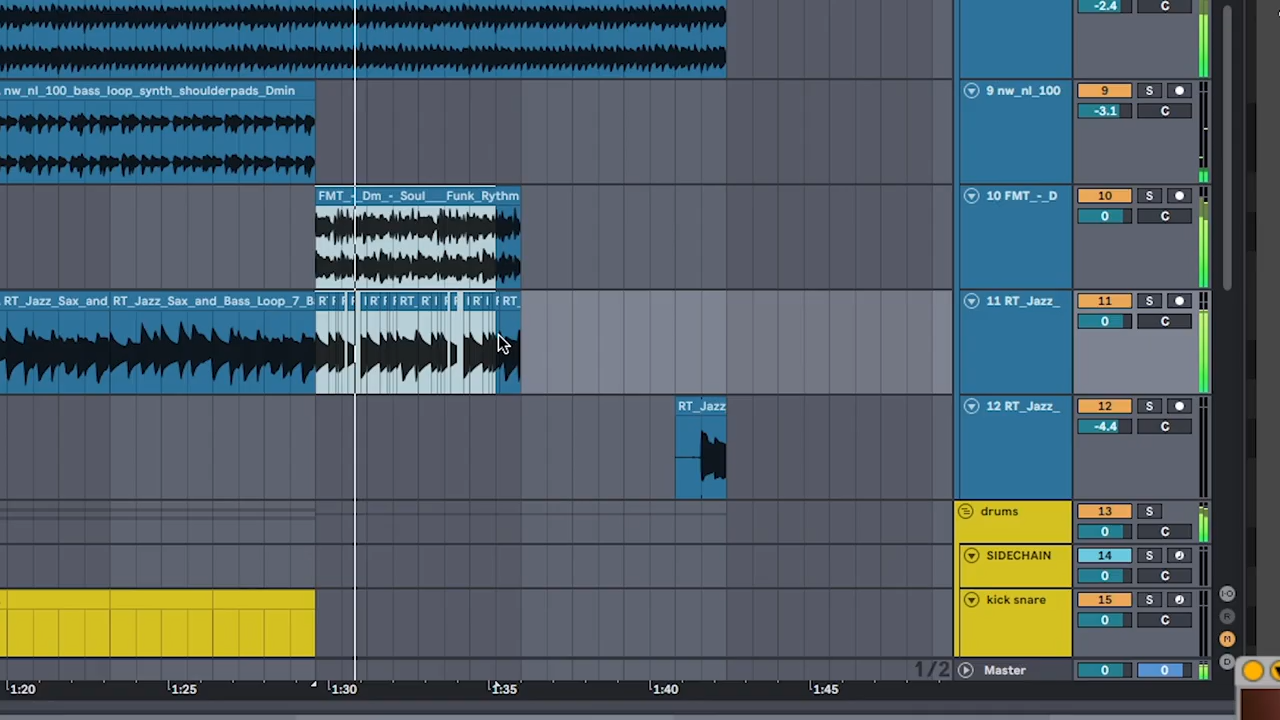 -2.4 C
nw_nl_100_bass_loop_synth_shoulderpads_Dmin
9 nw_nl_100 9 S
-3.1 C
FMT_-_Dm_-_Soul___Funk_Rythm
10 FMT_-_D 10 S
0 C
RT_Jazz_Sax_and RT_Jazz_Sax_and_Bass_Loop_7_B
RT_
11 RT_Jazz_ 11 S
0 C
RT_Jazz
12 RT_Jazz_ 12 S
-4.4 C
drums 13 S
0 C
SIDECHAIN 14 S
0 C
kick snare 15 S
0 C
I·O
R
M
D
1/2 Master 0 0
1:20 1:25 1:30 1:35 1:40 1:45